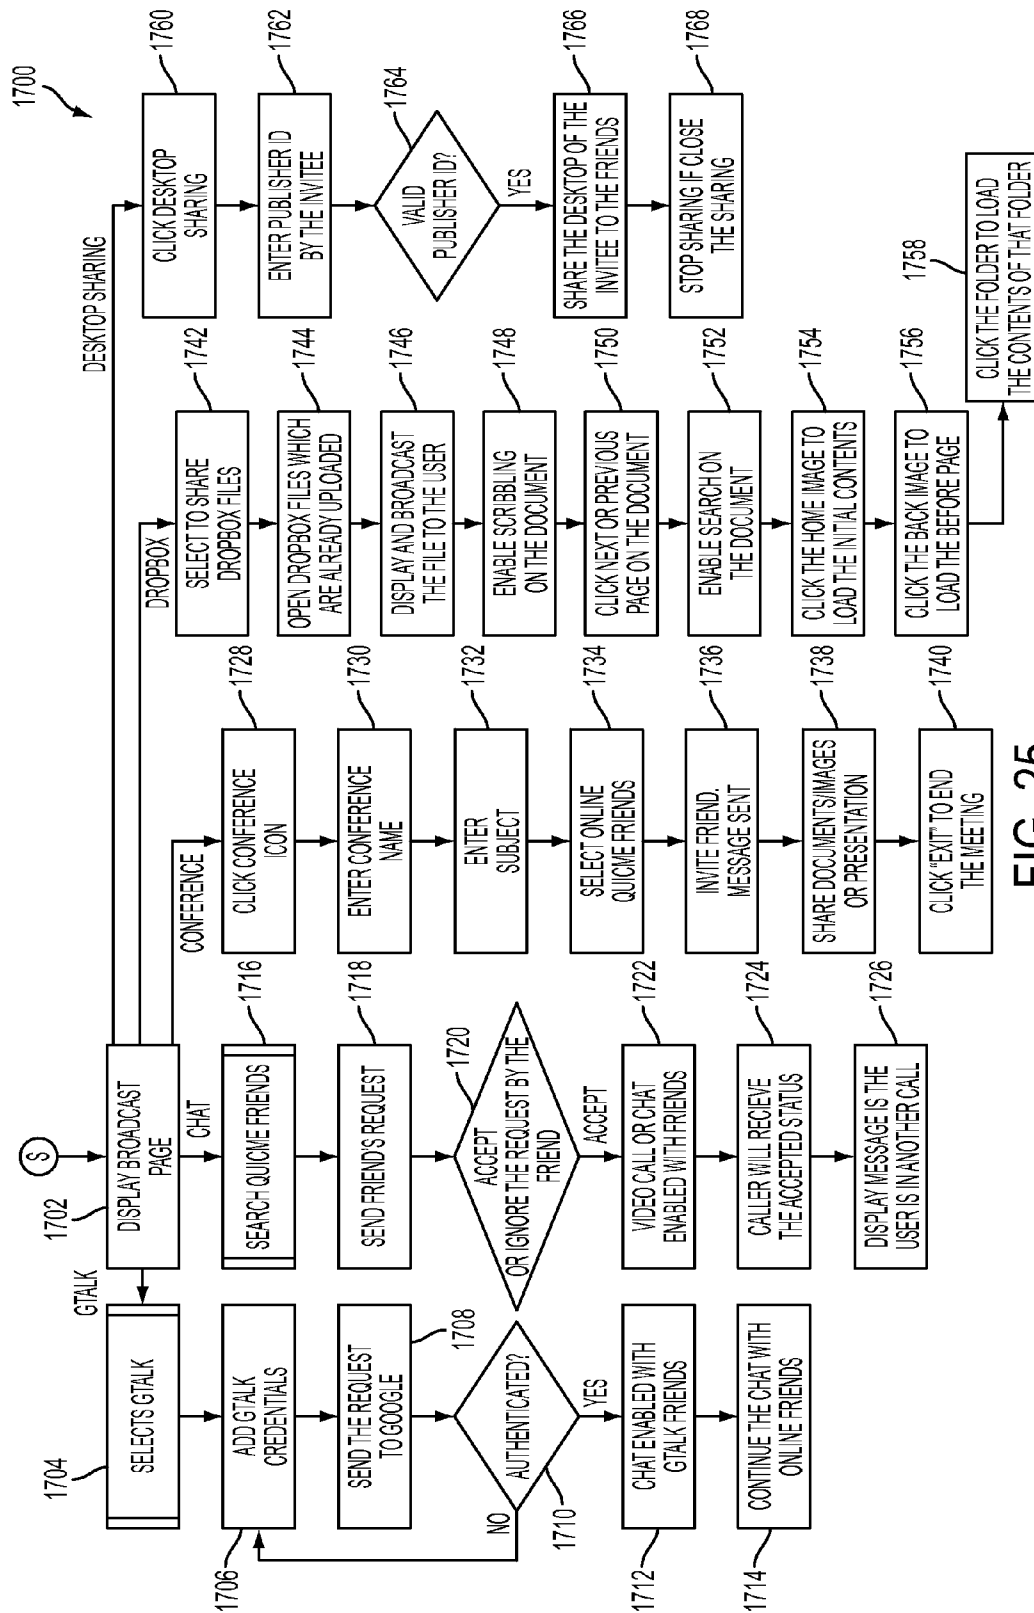 1700
S
1702
DISPLAY BROADCAST
PAGE
GTALK
CHAT
CONFERENCE
DROPBOX
DESKTOP SHARING
1704
SELECTS GTALK
1706
ADD GTALK
CREDENTIALS
1708
SEND THE REQUEST
TO GOOGLE
AUTHENTICATED?
1710
NO
YES
1712
CHAT ENABLED WITH
GTALK FRIENDS
1714
CONTINUE THE CHAT WITH
ONLINE FRIENDS
1716
SEARCH QUICME FRIENDS
1718
SEND FRIEND'S REQUEST
1720
ACCEPT
OR IGNORE THE REQUEST BY THE
FRIEND
ACCEPT
1722
VIDEO CALL OR CHAT
ENABLED WITH FRIENDS
1724
CALLER WILL RECIEVE
THE ACCEPTED STATUS
1726
DISPLAY MESSAGE IS THE
USER IS IN ANOTHER CALL
1728
CLICK CONFERENCE
ICON
1730
ENTER CONFERENCE
NAME
1732
ENTER
SUBJECT
1734
SELECT ONLINE
QUICME FRIENDS
1736
INVITE FRIEND.
MESSAGE SENT
1738
SHARE DOCUMENTS/IMAGES
OR PRESENTATION
1740
CLICK "EXIT" TO END
THE MEETING
1742
SELECT TO SHARE
DROPBOX FILES
1744
OPEN DROPBOX FILES WHICH
ARE ALREADY UPLOADED
1746
DISPLAY AND BROADCAST
THE FILE TO THE USER
1748
ENABLE SCRIBBLING
ON THE DOCUMENT
1750
CLICK NEXT OR PREVIOUS
PAGE ON THE DOCUMENT
1752
ENABLE SEARCH ON
THE DOCUMENT
1754
CLICK THE HOME IMAGE TO
LOAD THE INITIAL CONTENTS
1756
CLICK THE BACK IMAGE TO
LOAD THE BEFORE PAGE
1758
CLICK THE FOLDER TO LOAD
THE CONTENTS OF THAT FOLDER
1760
CLICK DESKTOP
SHARING
1762
ENTER PUBLISHER ID
BY THE INVITEE
1764
VALID
PUBLISHER ID?
YES
1766
SHARE THE DESKTOP OF THE
INVITEE TO THE FRIENDS
1768
STOP SHARING IF CLOSE
THE SHARING
FIG. 25